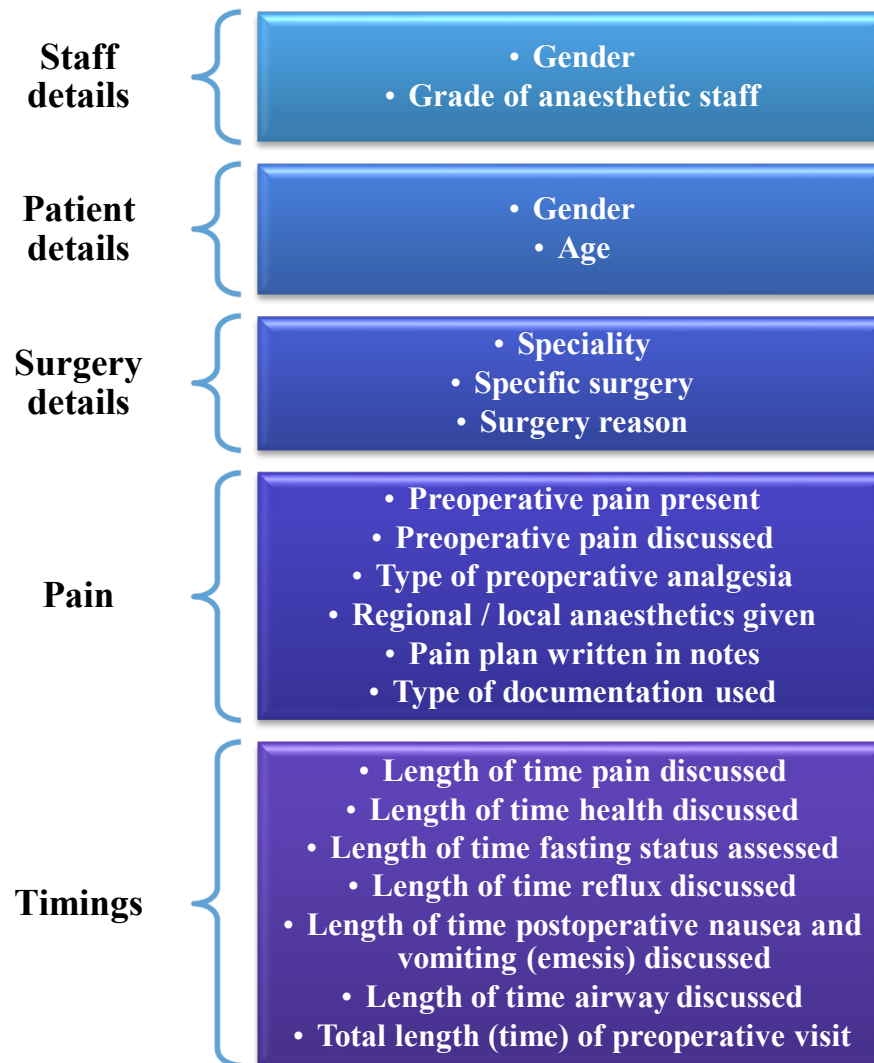 Staff
details
• Gender
• Grade of anaesthetic staff
Patient
details
• Gender
• Age
Surgery
details
• Speciality
• Specific surgery
• Surgery reason
Pain
• Preoperative pain present
• Preoperative pain discussed
• Type of preoperative analgesia
• Regional / local anaesthetics given
• Pain plan written in notes
• Type of documentation used
Timings
• Length of time pain discussed
• Length of time health discussed
• Length of time fasting status assessed
• Length of time reflux discussed
• Length of time postoperative nausea and
vomiting (emesis) discussed
• Length of time airway discussed
• Total length (time) of preoperative visit